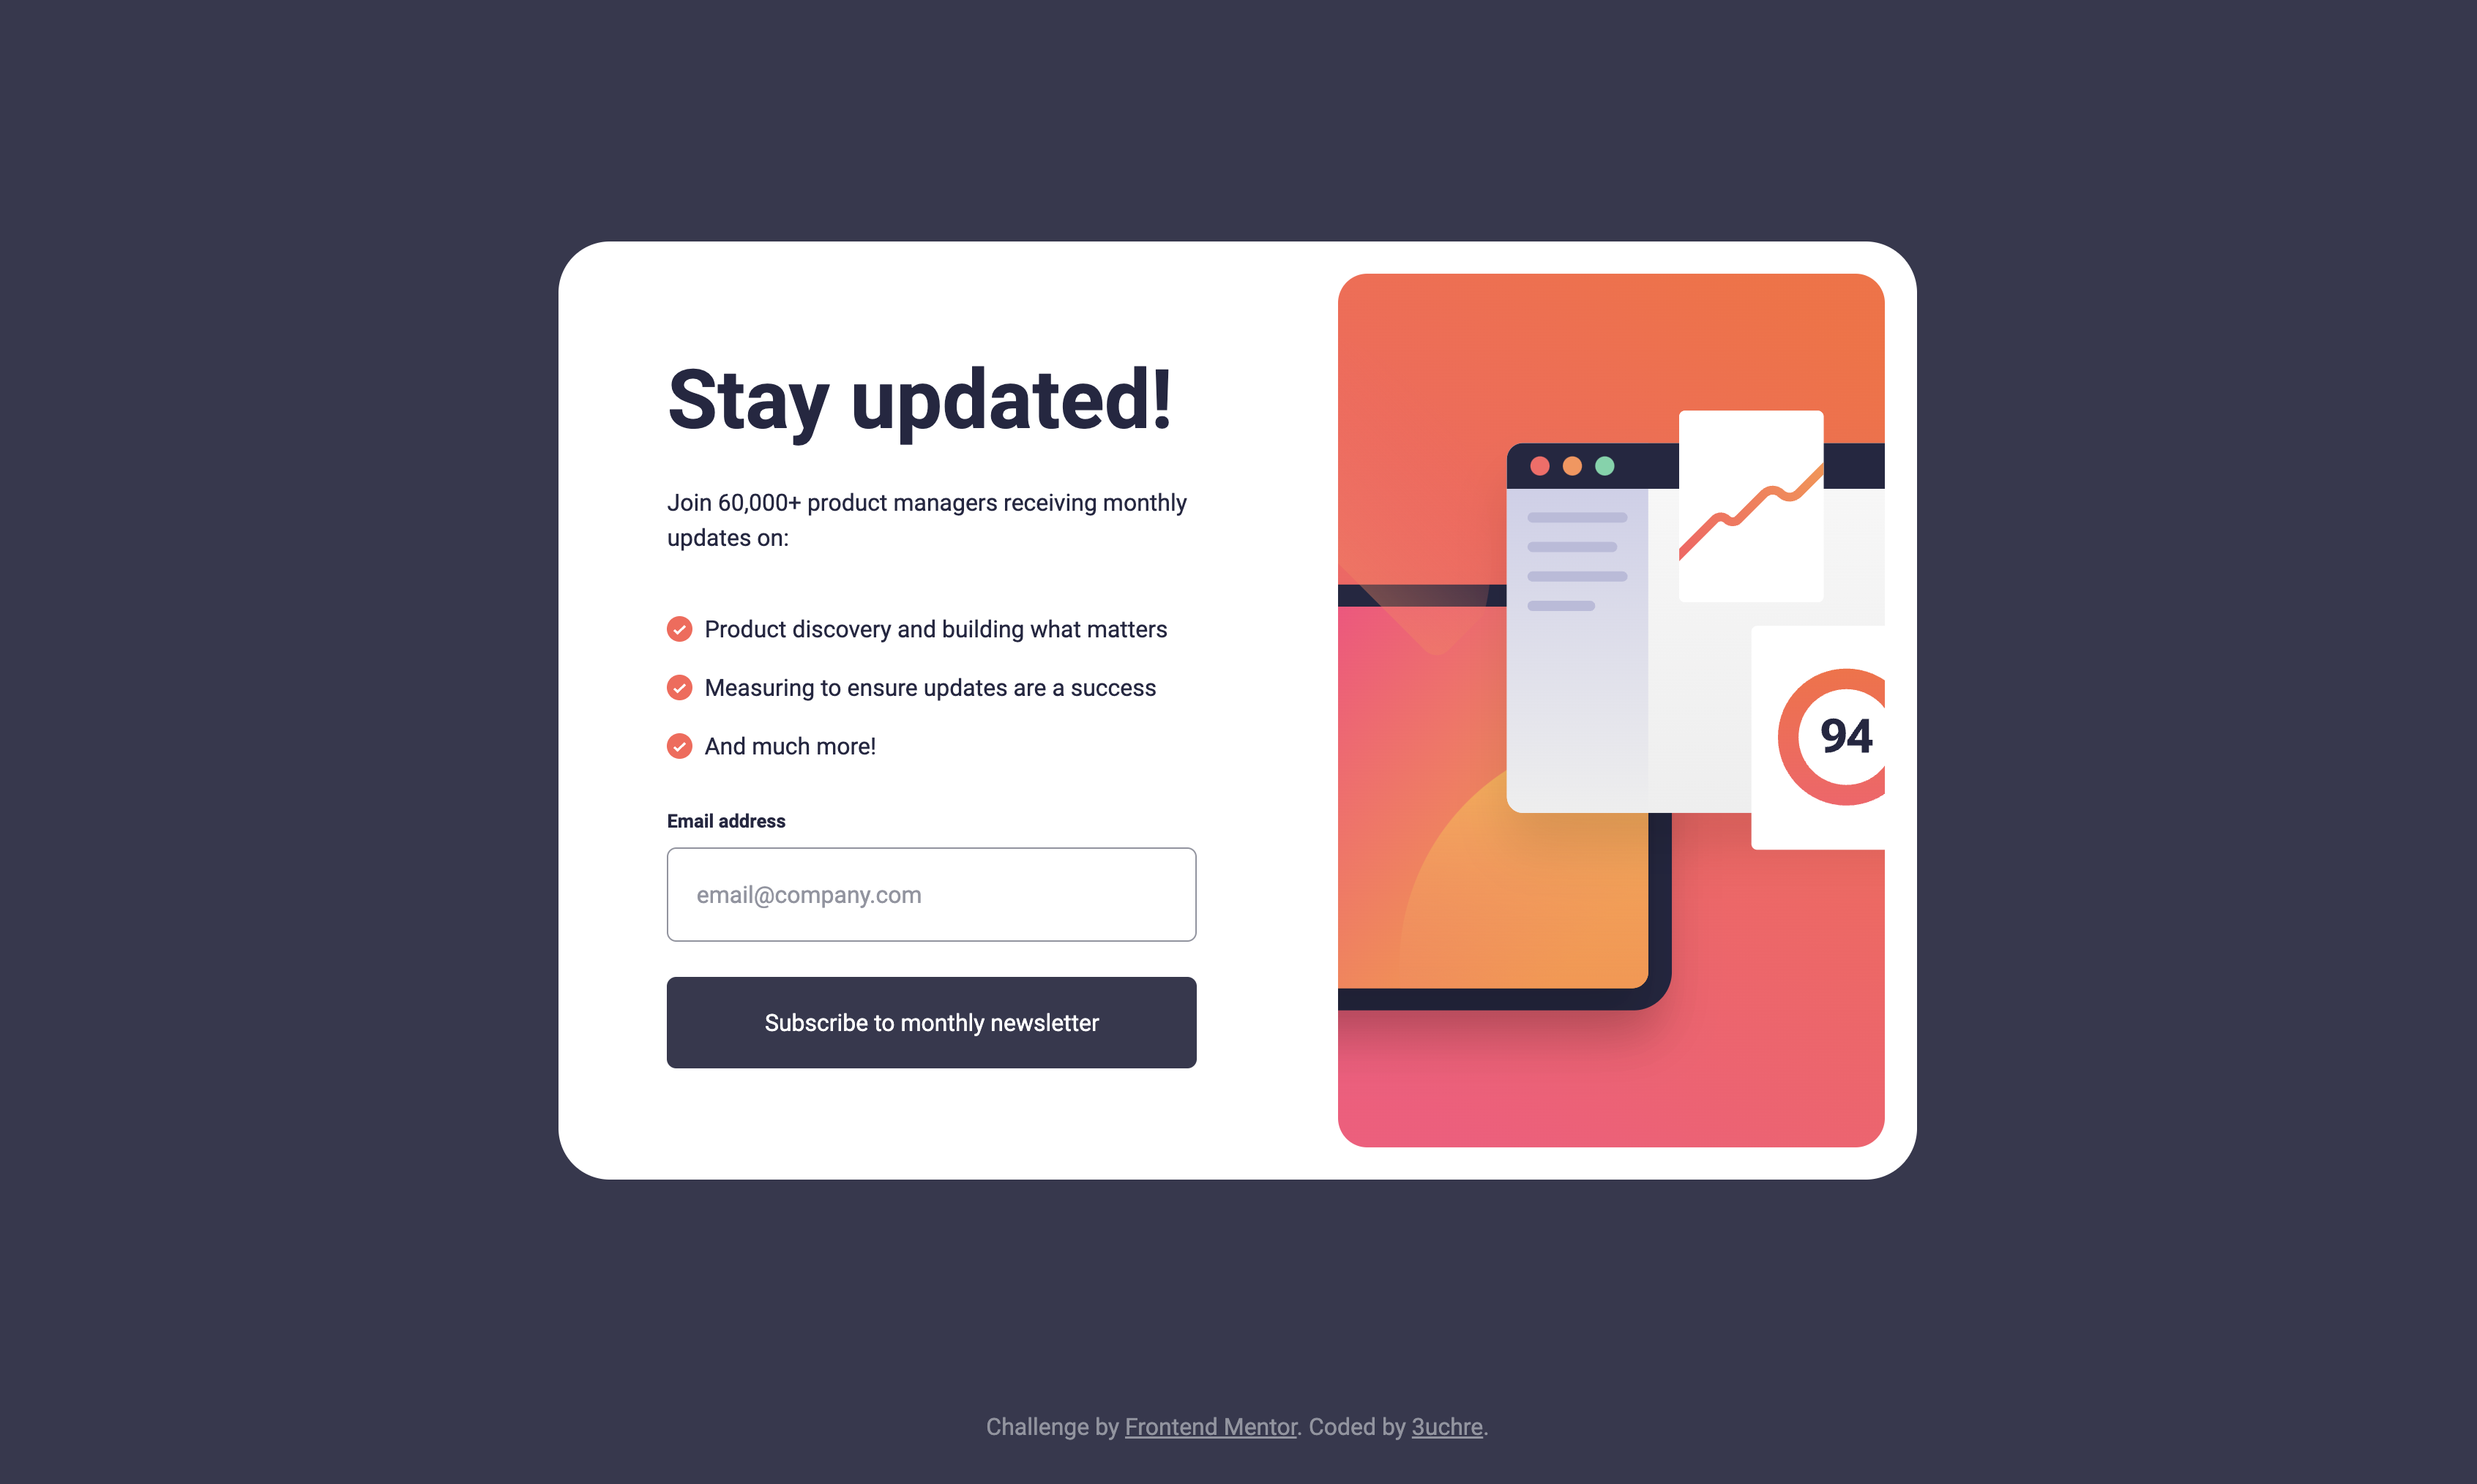 Stay updated!
Join 60,000+ product managers receiving monthly
updates on:
Product discovery and building what matters
Measuring to ensure updates are a success
And much more!
Email address
email@company.com
Subscribe to monthly newsletter
94
Challenge by Frontend Mentor. Coded by 3uchre.